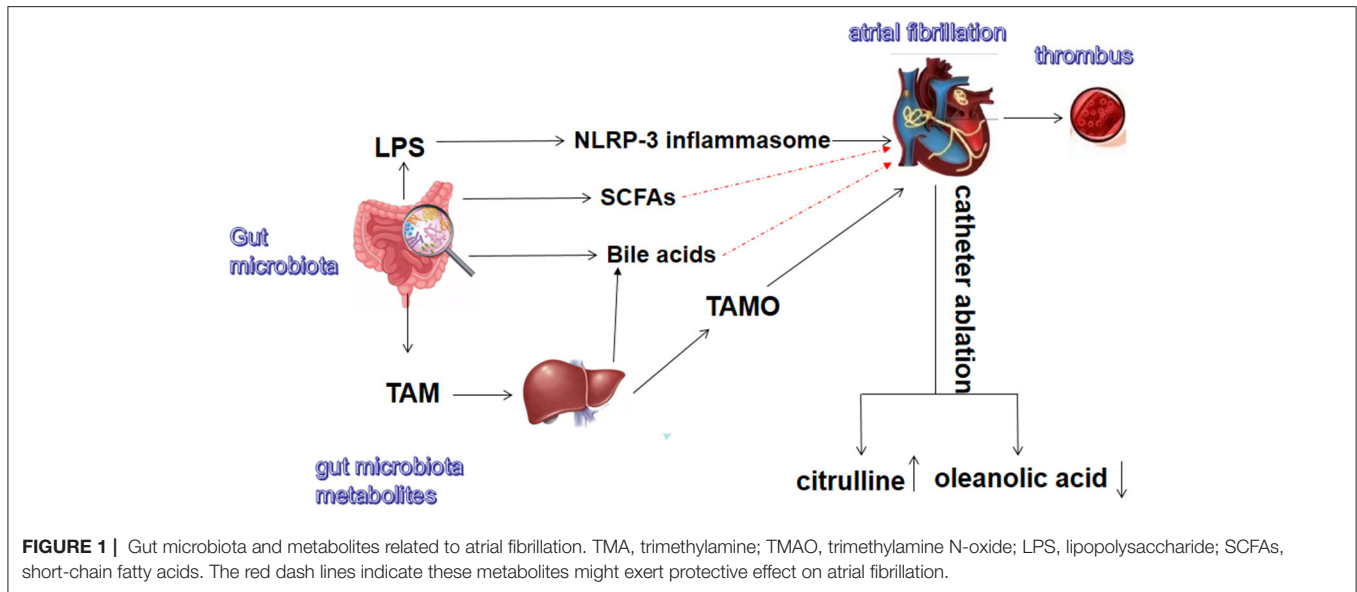 atrial fibrillation
thrombus
LPS
NLRP-3 inflammasome
SCFAs
Gut
microbiota
Bile acids
TAMO
catheter ablation
TAM
gut microbiota
metabolites
citrulline
oleanolic acid
FIGURE 1 | Gut microbiota and metabolites related to atrial fibrillation. TMA, trimethylamine; TMAO, trimethylamine N-oxide; LPS, lipopolysaccharide; SCFAs,
short-chain fatty acids. The red dash lines indicate these metabolites might exert protective effect on atrial fibrillation.